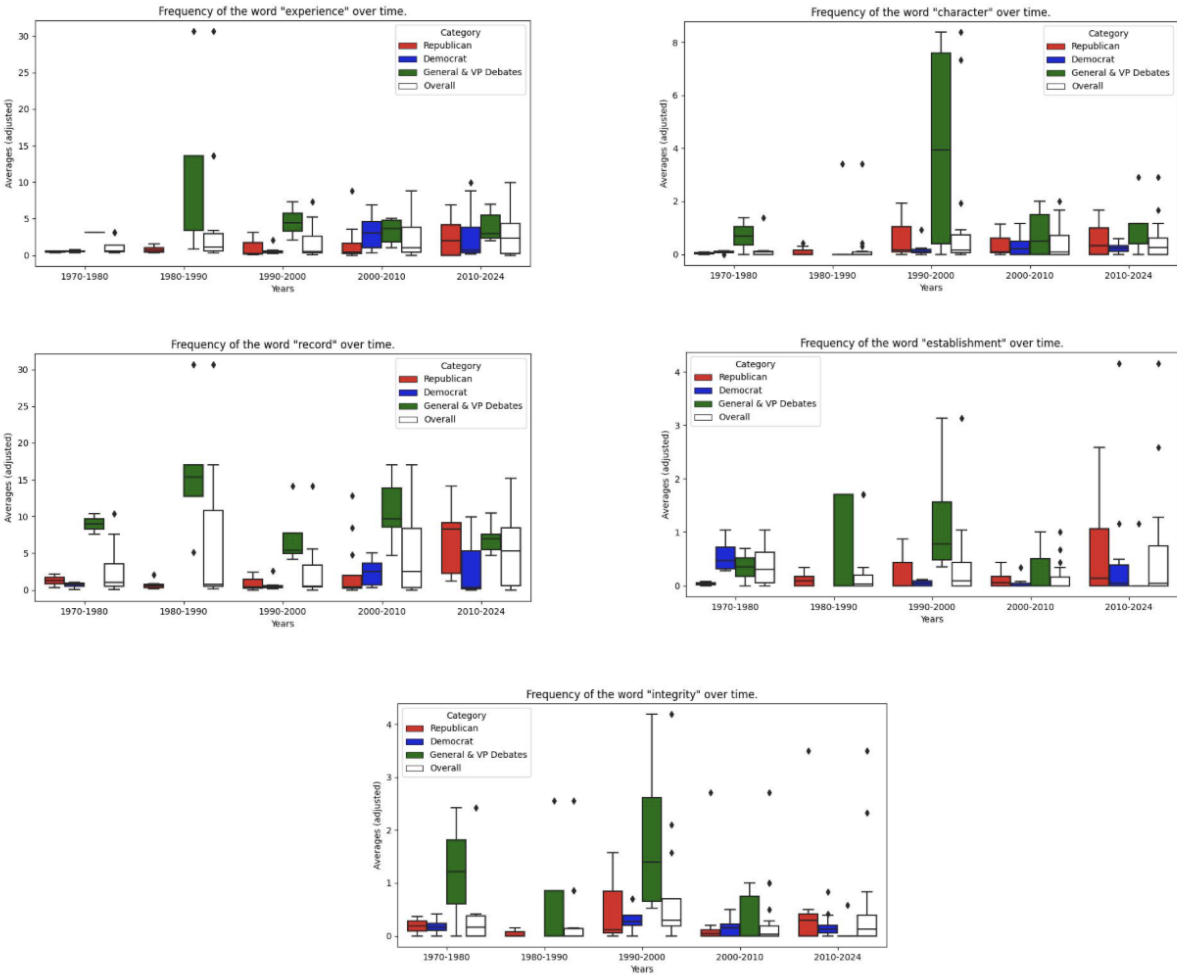 Frequency of the word "experience" over time.
Category
Republican
Democrat
General & VP Debates
Overall
30
25
20
15
10
5
0
Averages (adjusted)
1970-1980
1980-1990
1990-2000
2000-2010
2010-2024
Years
Frequency of the word "character" over time.
Category
Republican
Democrat
General & VP Debates
Overall
8
6
4
2
0
Averages (adjusted)
1970-1980
1980-1990
1990-2000
2000-2010
2010-2024
Years
Frequency of the word "record" over time.
Category
Republican
Democrat
General & VP Debates
Overall
30
25
20
15
10
5
0
Averages (adjusted)
1970-1980
1980-1990
1990-2000
2000-2010
2010-2024
Years
Frequency of the word "establishment" over time.
Category
Republican
Democrat
General & VP Debates
Overall
4
3
2
1
0
Averages (adjusted)
1970-1980
1980-1990
1990-2000
2000-2010
2010-2024
Years
Frequency of the word "integrity" over time.
Category
Republican
Democrat
General & VP Debates
Overall
4
3
2
1
0
Averages (adjusted)
1970-1980
1980-1990
1990-2000
2000-2010
2010-2024
Years